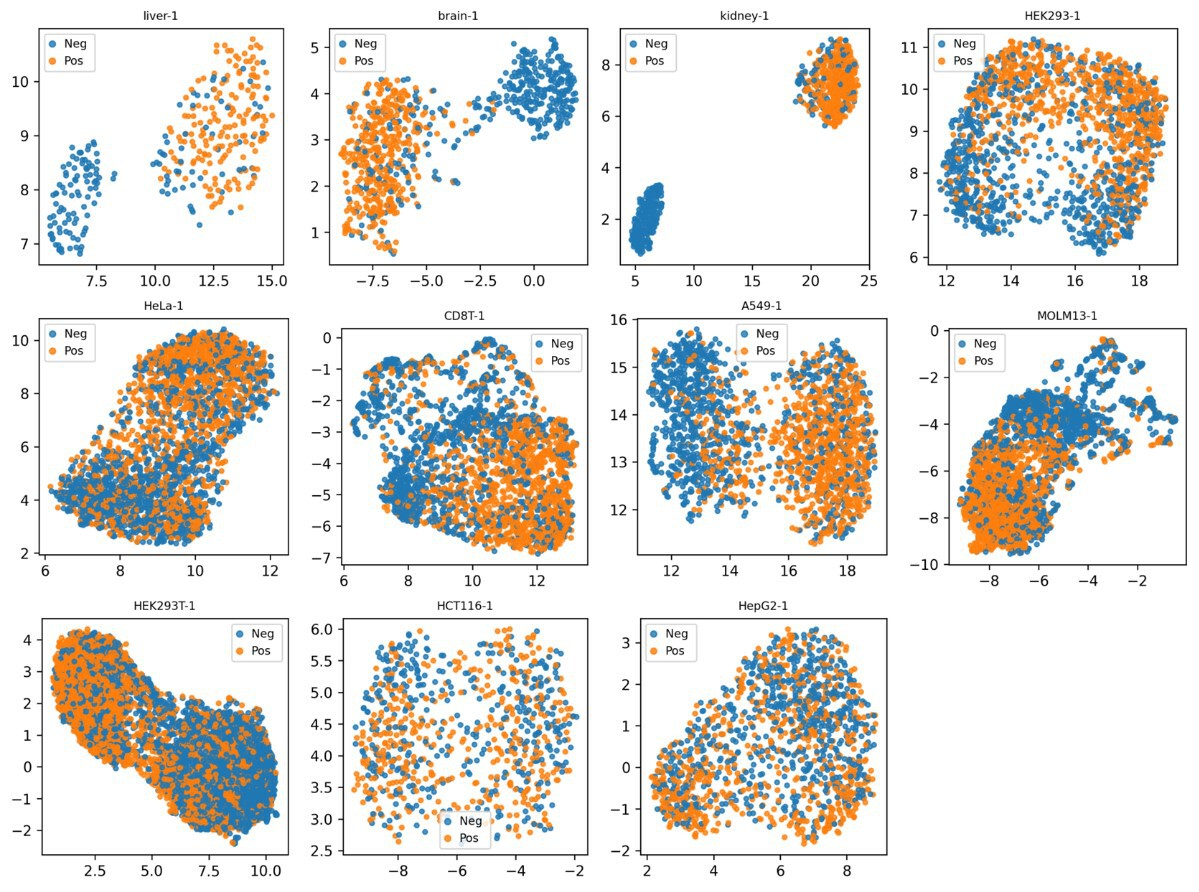 liver-1
Neg
Pos
10
9
8
7
7.5 10.0 12.5 15.0
brain-1
Neg
Pos
5
4
3
2
1
−7.5 −5.0 −2.5 0.0
kidney-1
Neg
Pos
8
6
4
2
5 10 15 20 25
HEK293-1
Neg
Pos
11
10
9
8
7
6
12 14 16 18
HeLa-1
Neg
Pos
10
8
6
4
2
6 8 10 12
CD8T-1
Neg
Pos
0
−1
−2
−3
−4
−5
−6
−7
6 8 10 12
A549-1
Neg
Pos
16
15
14
13
12
12 14 16 18
MOLM13-1
Neg
Pos
0
−2
−4
−6
−8
−10
−8 −6 −4 −2
HEK293T-1
Neg
Pos
4
3
2
1
0
−1
−2
2.5 5.0 7.5 10.0
HCT116-1
Neg
Pos
6.0
5.5
5.0
4.5
4.0
3.5
3.0
2.5
−8 −6 −4 −2
HepG2-1
Neg
Pos
3
2
1
0
−1
−2
2 4 6 8